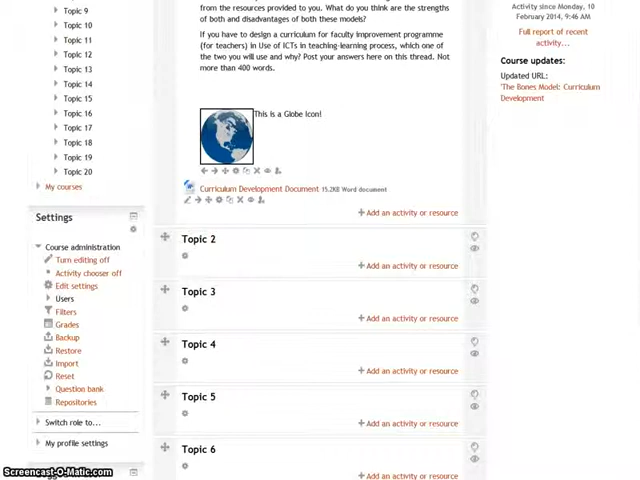 Topic 9
Topic 10
Topic 11
Topic 12
Topic 13
Topic 14
Topic 15
Topic 16
Topic 17
Topic 18
Topic 19
Topic 20
My courses
Settings
Course administration
Turn editing off
Activity chooser off
Edit settings
Users
Filters
Grades
Backup
Restore
Import
Reset
Question bank
Repositories
Switch role to...
My profile settings
from the resources provided to you. What do you think are the strengths
of both and disadvantages of both these models?
If you have to design a curriculum for faculty improvement programme
(for teachers) in Use of ICTs in teaching-learning process, which one of
the two you will use and why? Post your answers here on this thread. Not
more than 400 words.
This is a Globe Icon!
Curriculum Development Document 15.2KB Word document
Add an activity or resource
Topic 2
Add an activity or resource
Topic 3
Add an activity or resource
Topic 4
Add an activity or resource
Topic 5
Add an activity or resource
Topic 6
Add an activity or resource
Activity since Monday, 10
February 2014, 9:46 AM
Full report of recent
activity...
Course updates:
Updated URL:
'The Bones Model: Curriculum
Development
Screencast-O-Matic.com